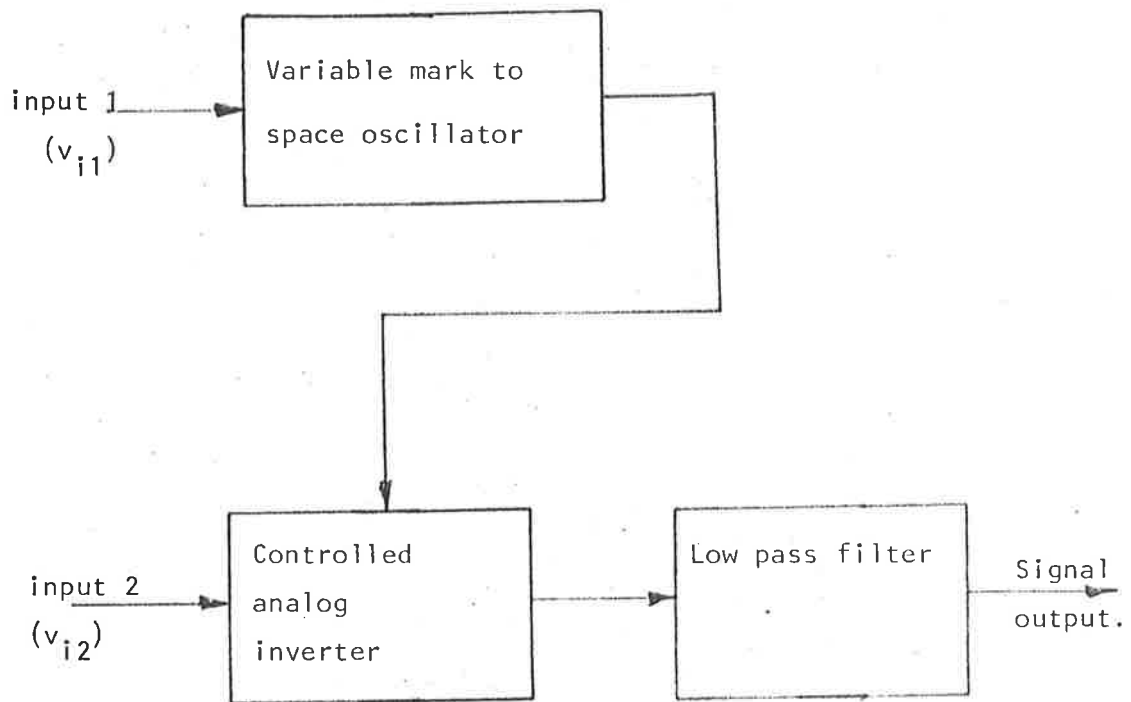 Variable mark to
space oscillator
input 1
(v_i1)
Controlled
analog
inverter
Low pass filter
input 2
(v_i2)
Signal
output.